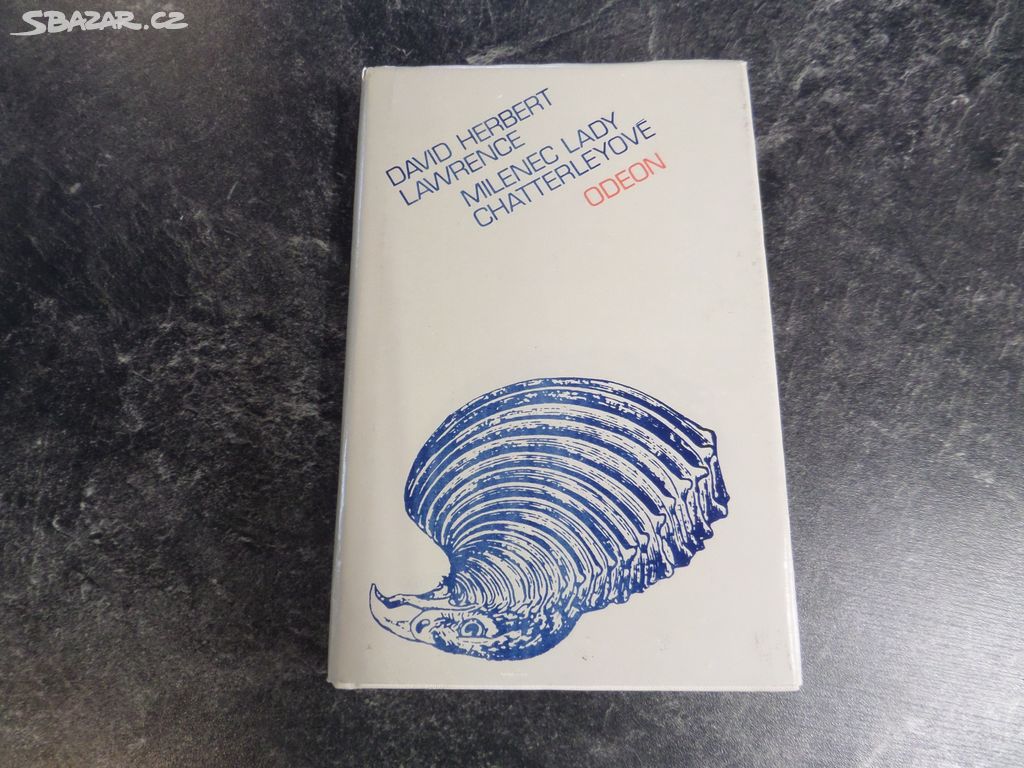 SBAZAR.CZ
DAVID HERBERT
LAWRENCE
MILENEC LADY
CHATTERLEYOVÉ
ODEON